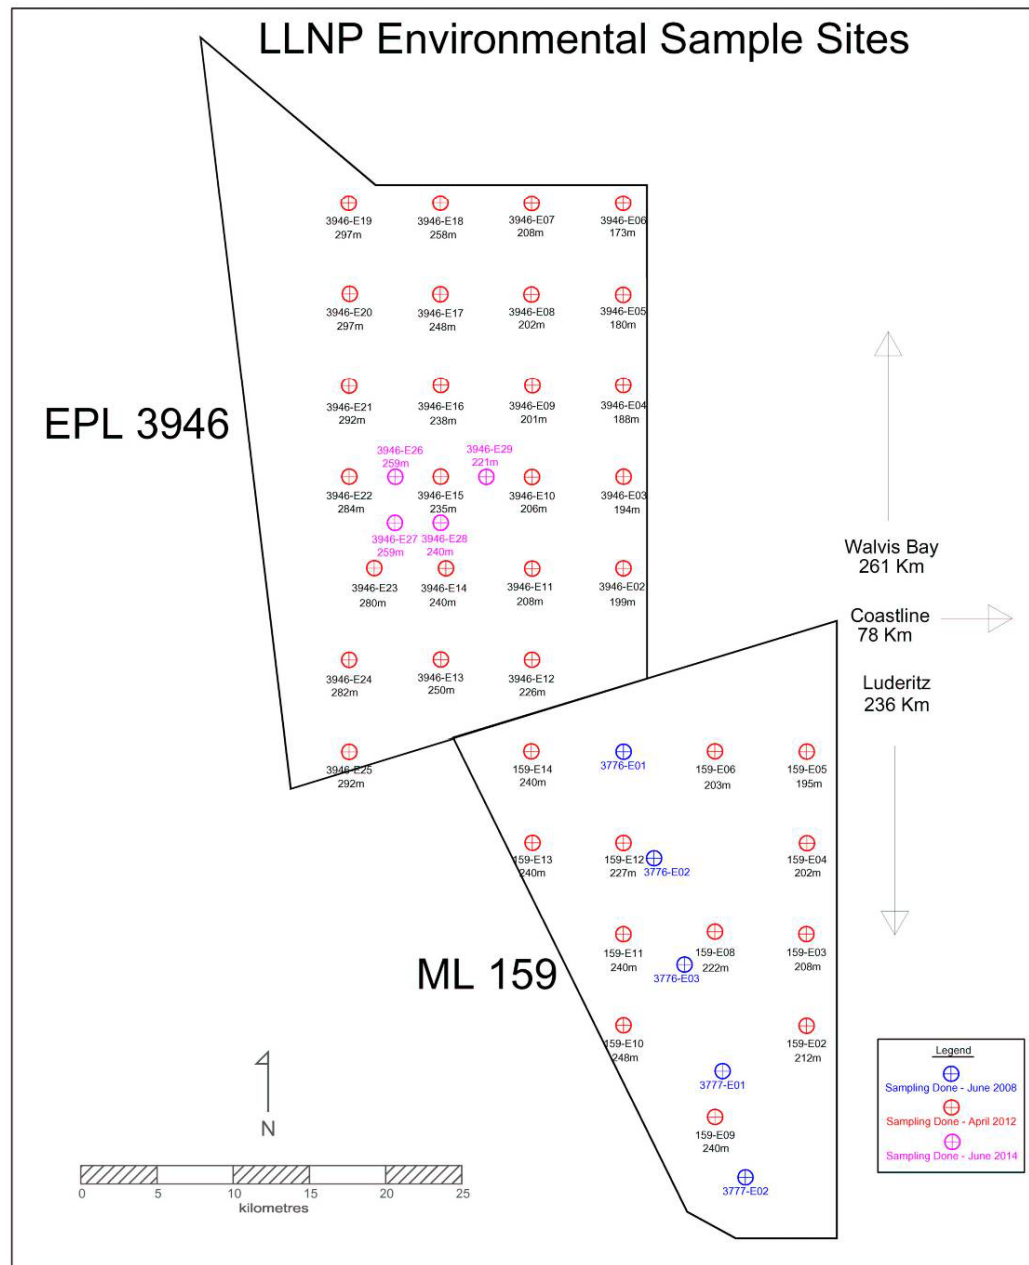 LLNP Environmental Sample Sites
3946-E19
297m
3946-E18
258m
3946-E07
208m
3946-E06
173m
3946-E20
297m
3946-E17
248m
3946-E08
202m
3946-E05
180m
3946-E21
292m
3946-E16
238m
3946-E09
201m
3946-E04
188m
EPL 3946
3946-E26
259m
3946-E29
221m
3946-E22
284m
3946-E15
235m
3946-E10
206m
3946-E03
194m
3946-E27
259m
3946-E28
240m
3946-E23
280m
3946-E14
240m
3946-E11
208m
3946-E02
199m
Walvis Bay
261 Km
Coastline
78 Km
Luderitz
236 Km
3946-E24
282m
3946-E13
250m
3946-E12
226m
3946-E25
292m
159-E14
240m
3776-E01
159-E06
203m
159-E05
195m
159-E13
240m
159-E12
227m
3776-E02
159-E04
202m
159-E11
240m
159-E08
222m
159-E03
208m
3776-E03
ML 159
159-E10
248m
159-E02
212m
3777-E01
159-E09
240m
3777-E02
Legend
Sampling Done - June 2008
Sampling Done - April 2012
Sampling Done - June 2014
N
0 5 10 15 20 25
kilometres